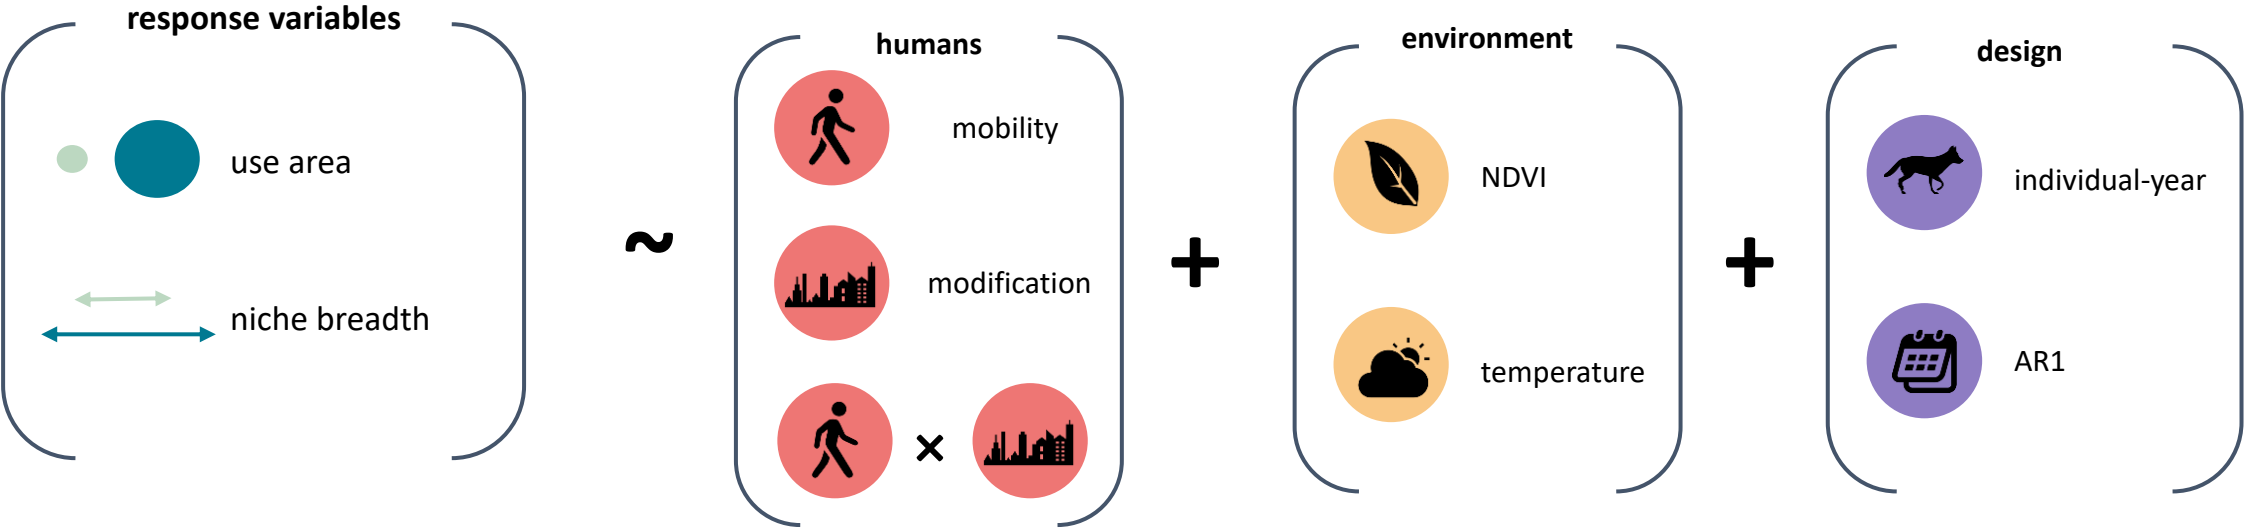 response variables
use area
niche breadth
~
humans
mobility
modification
×
+
environment
NDVI
temperature
+
design
individual-year
AR1